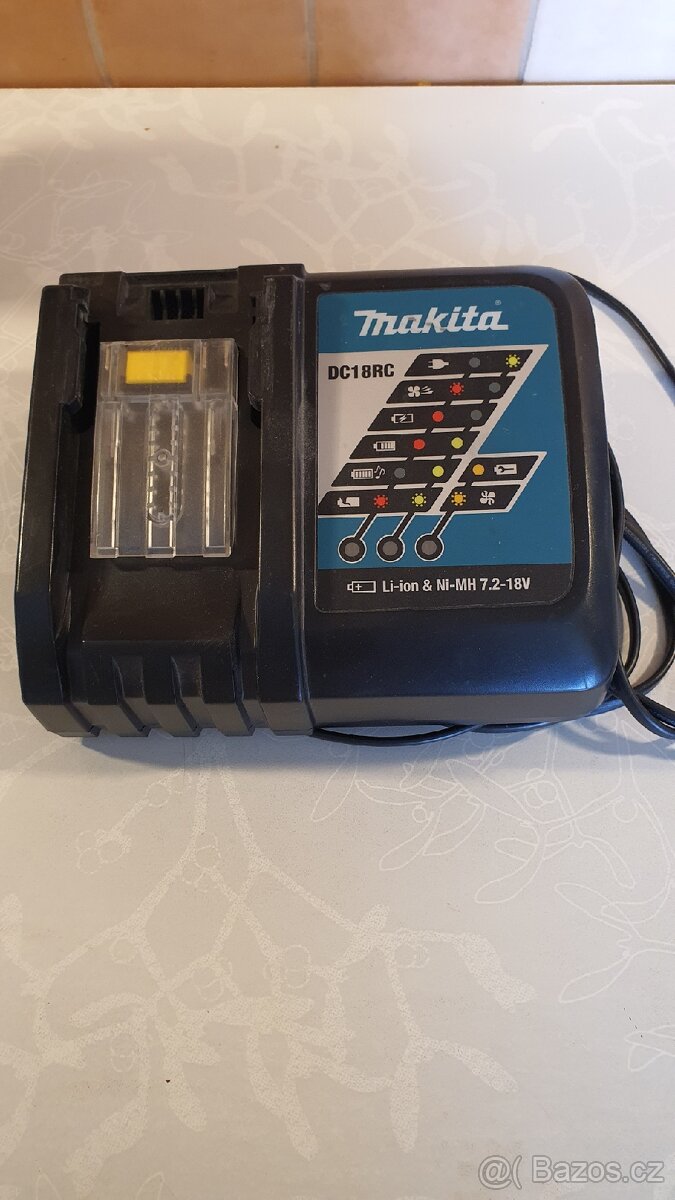 makita
DC18RC
Li-ion & Ni-MH 7.2-18V
@( Bazos.cz